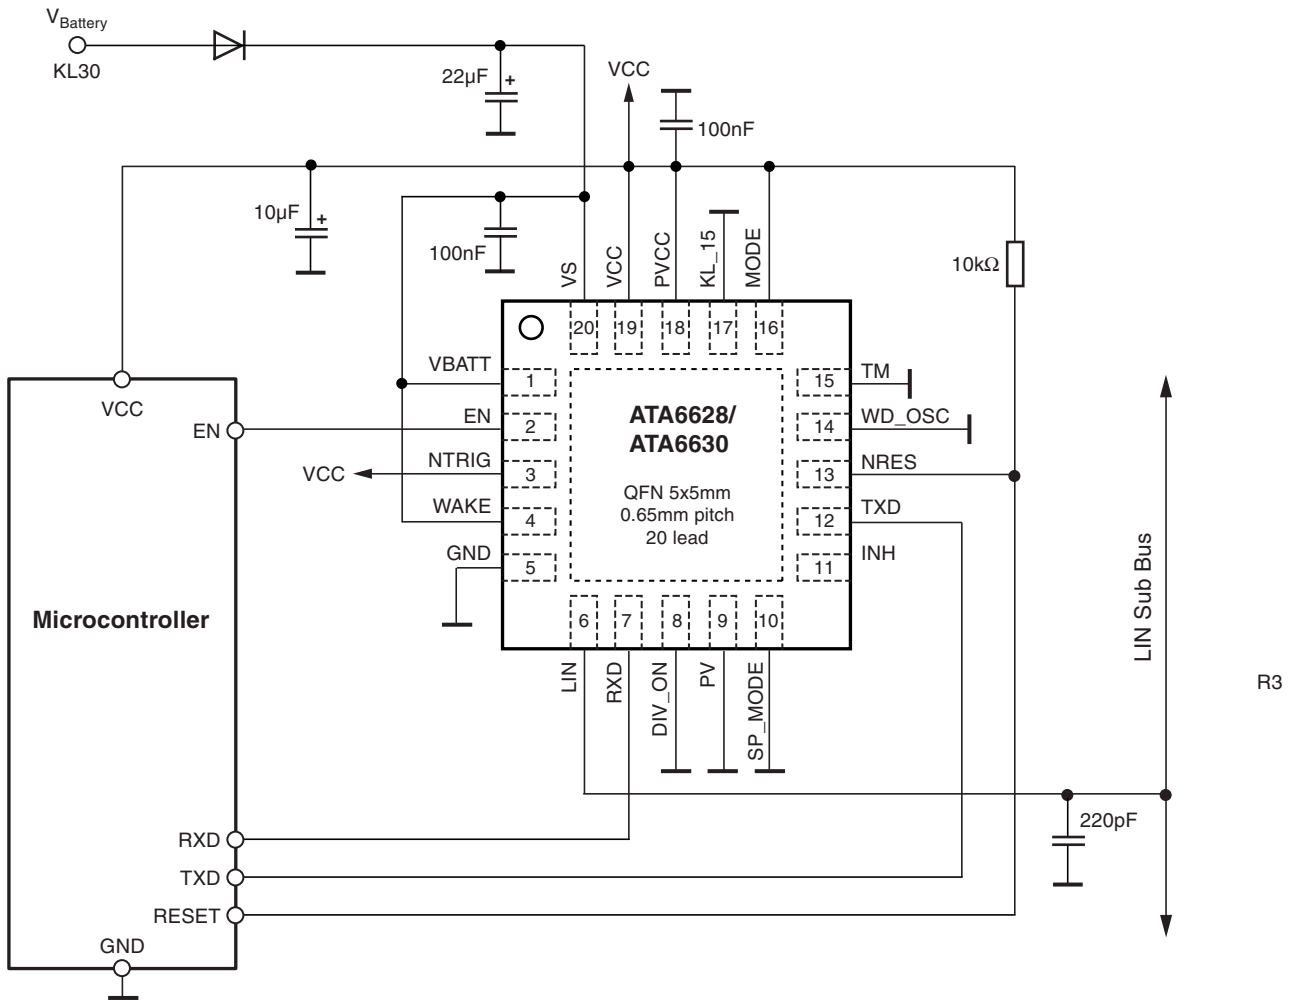 VBattery
KL30
22µF +
VCC
100nF
10µF +
100nF
VS
VCC
PVCC
KL_15
MODE
10kΩ
20 19 18 17 16
VBATT 1
EN 2
NTRIG 3
WAKE 4
GND 5
VCC
ATA6628/
ATA6630
QFN 5x5mm
0.65mm pitch
20 lead
15 TM
14 WD_OSC
13 NRES
12 TXD
11 INH
6 7 8 9 10
LIN
RXD
DIV_ON
PV
SP_MODE
VCC
EN
Microcontroller
RXD
TXD
RESET
GND
LIN Sub Bus
220pF
R3